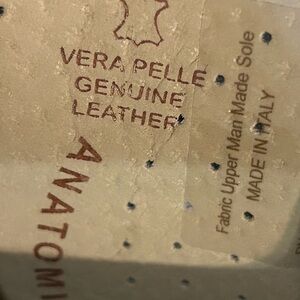 VERA PELLE
GENUINE
LEATHER
ANATOMI
Fabric Upper Man Made Sole
MADE IN ITALY